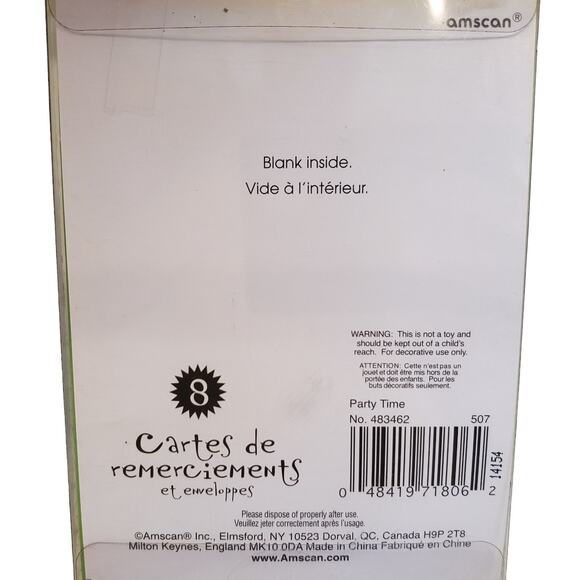 amscan®
Blank inside.
Vide à l'intérieur.
WARNING: This is not a toy and
should be kept out of a child's
reach. For decorative use only.
ATTENTION: Cette n'est pas un
jouet et doit être mis hors de la
portée des enfants. Pour les
buts décoratifs seulement.
8
Cartes de
remerciements
et enveloppes
Party Time
No. 483462 507
14154
0 48419 71806 2
Please dispose of properly after use.
Veuillez jeter correctement après l'usage.
©Amscan® Inc., Elmsford, NY 10523 Dorval, QC, Canada H9P 2T8
Milton Keynes, England MK10 0DA Made in China Fabriqué en Chine
www.Amscan.com